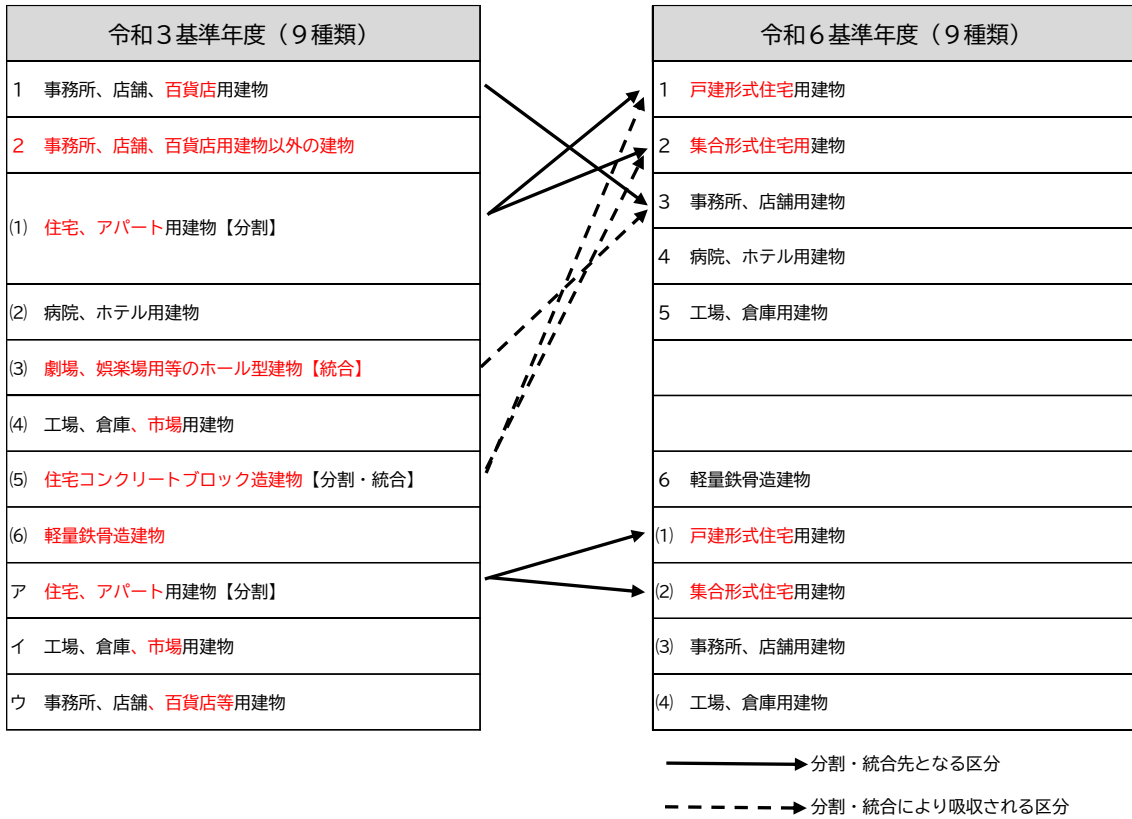 令和３基準年度（９種類）
1 事務所、店舗、百貨店用建物
2 事務所、店舗、百貨店用建物以外の建物
⑴ 住宅、アパート用建物【分割】
⑵ 病院、ホテル用建物
⑶ 劇場、娯楽場用等のホール型建物【統合】
⑷ 工場、倉庫、市場用建物
⑸ 住宅コンクリートブロック造建物【分割・統合】
⑹ 軽量鉄骨造建物
ア 住宅、アパート用建物【分割】
イ 工場、倉庫、市場用建物
ウ 事務所、店舗、百貨店等用建物
令和６基準年度（９種類）
1 戸建形式住宅用建物
2 集合形式住宅用建物
3 事務所、店舗用建物
4 病院、ホテル用建物
5 工場、倉庫用建物
6 軽量鉄骨造建物
⑴ 戸建形式住宅用建物
⑵ 集合形式住宅用建物
⑶ 事務所、店舗用建物
⑷ 工場、倉庫用建物
分割・統合先となる区分
分割・統合により吸収される区分